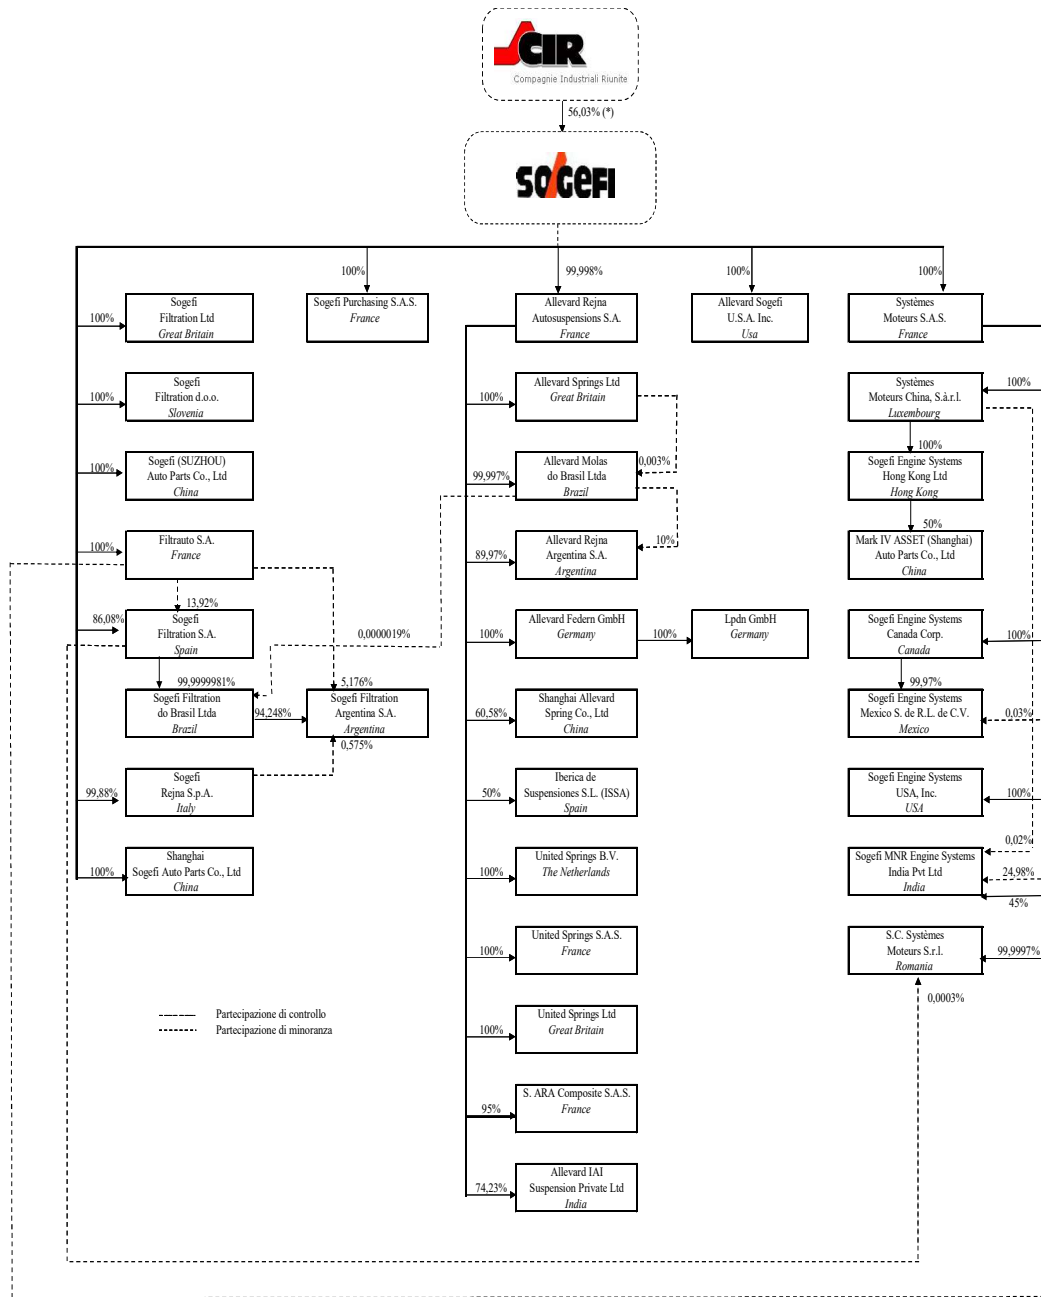 CIR
Compagnie Industriali Riunite
56,03% (*)
SOGEFI
100%
99,998%
100%
100%
100%
Sogefi
Filtration Ltd
Great Britain
Sogefi Purchasing S.A.S.
France
Allevard Rejna
Autosuspensions S.A.
France
Allevard Sogefi
U.S.A. Inc.
Usa
Systèmes
Moteurs S.A.S.
France
100%
Sogefi
Filtration d.o.o.
Slovenia
100%
Allevard Springs Ltd
Great Britain
Systèmes
Moteurs China, S.à.r.l.
Luxembourg
100%
100%
100%
Sogefi (SUZHOU)
Auto Parts Co., Ltd
China
99,997%
Allevard Molas
do Brasil Ltda
Brazil
0,003%
Sogefi Engine Systems
Hong Kong Ltd
Hong Kong
50%
100%
Filtrauto S.A.
France
89,97%
Allevard Rejna
Argentina S.A.
Argentina
10%
Mark IV ASSET (Shanghai)
Auto Parts Co., Ltd
China
13,92%
86,08%
Sogefi
Filtration S.A.
Spain
0,0000019%
100%
Allevard Federn GmbH
Germany
100%
Lpdn GmbH
Germany
Sogefi Engine Systems
Canada Corp.
Canada
100%
99,9999981%
5,176%
99,97%
Sogefi Filtration
do Brasil Ltda
Brazil
94,248%
Sogefi Filtration
Argentina S.A.
Argentina
0,575%
60,58%
Shanghai Allevard
Spring Co., Ltd
China
Sogefi Engine Systems
Mexico S. de R.L. de C.V.
Mexico
0,03%
99,88%
Sogefi
Rejna S.p.A.
Italy
50%
Iberica de
Suspensiones S.L. (ISSA)
Spain
Sogefi Engine Systems
USA, Inc.
USA
100%
0,02%
100%
Shanghai
Sogefi Auto Parts Co., Ltd
China
100%
United Springs B.V.
The Netherlands
Sogefi MNR Engine Systems
India Pvt Ltd
India
24,98%
45%
100%
United Springs S.A.S.
France
S.C. Systèmes
Moteurs S.r.l.
Romania
99,9997%
0,0003%
Partecipazione di controllo
Partecipazione di minoranza
100%
United Springs Ltd
Great Britain
95%
S. ARA Composite S.A.S.
France
74,23%
Allevard IAI
Suspension Private Ltd
India